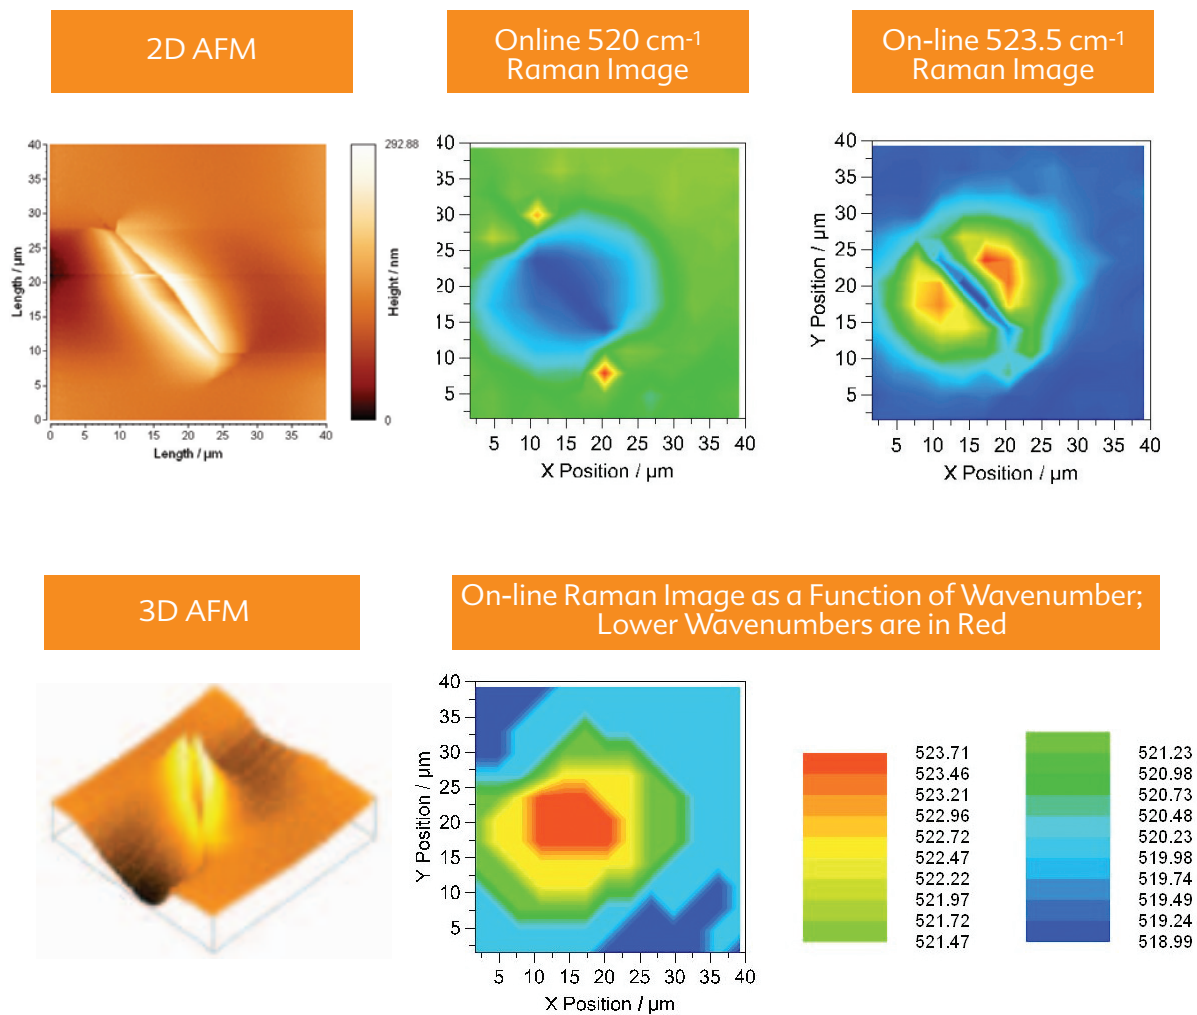 2D AFM
Online 520 cm-1
Raman Image
On-line 523.5 cm-1
Raman Image
40
35
30
25
20
15
10
5
0
Length / µm
0 5 10 15 20 25 30 35 40
Length / µm
292.88
Height / nm
0
40
35
30
25
20
15
10
5
5 10 15 20 25 30 35 40
X Position / µm
40
35
30
25
20
15
10
5
Y Position / µm
5 10 15 20 25 30 35 40
X Position / µm
3D AFM
On-line Raman Image as a Function of Wavenumber;
Lower Wavenumbers are in Red
40
35
30
25
20
15
10
5
Y Position / µm
5 10 15 20 25 30 35 40
X Position / µm
523.71
523.46
523.21
522.96
522.72
522.47
522.22
521.97
521.72
521.47
521.23
520.98
520.73
520.48
520.23
519.98
519.74
519.49
519.24
518.99